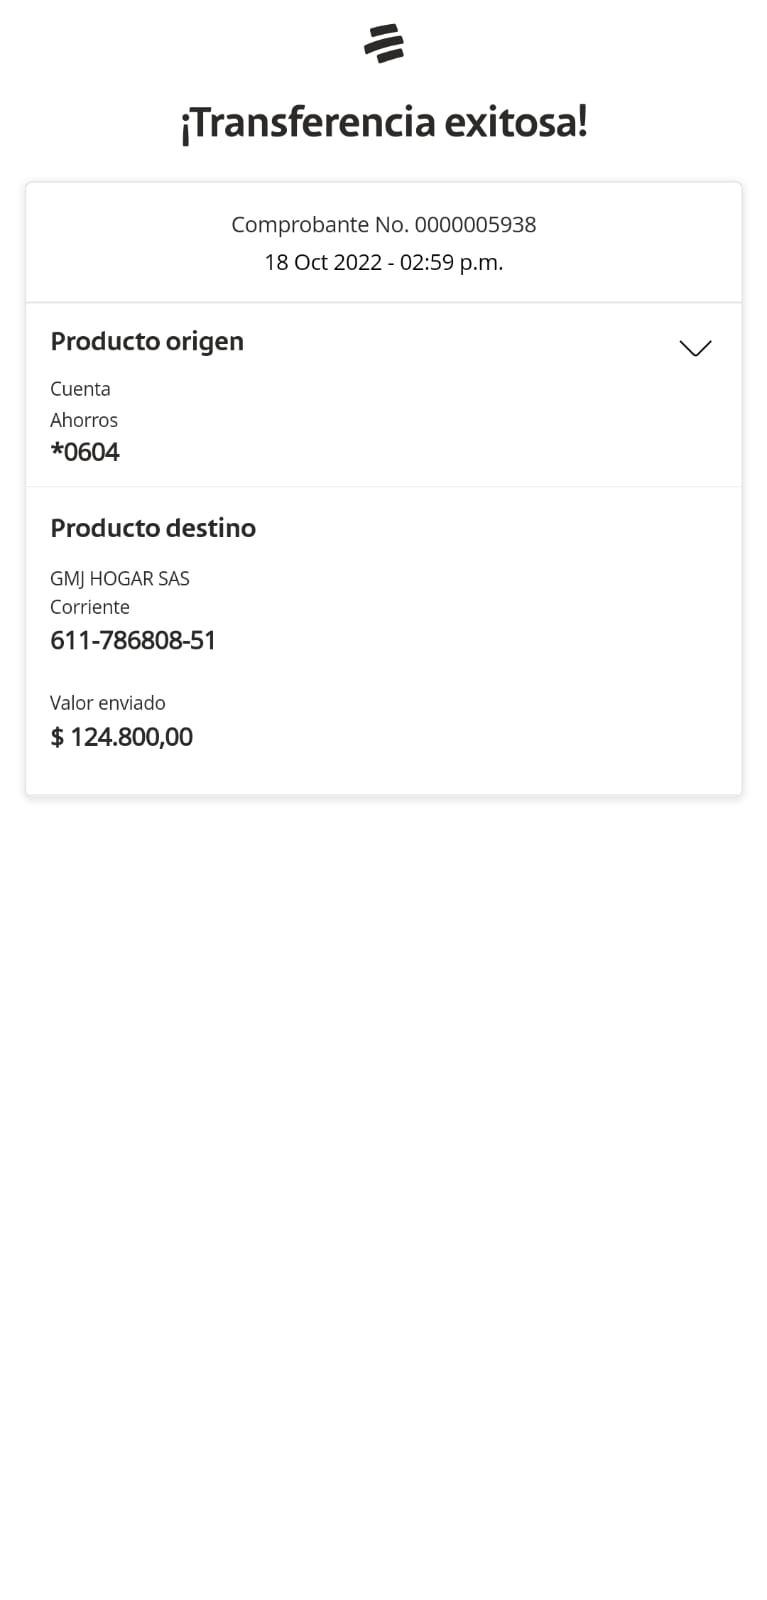 ¡Transferencia exitosa!
Comprobante No. 0000005938
18 Oct 2022 - 02:59 p.m.
Producto origen
Cuenta
Ahorros
*0604
Producto destino
GMJ HOGAR SAS
Corriente
611-786808-51
Valor enviado
$ 124.800,00